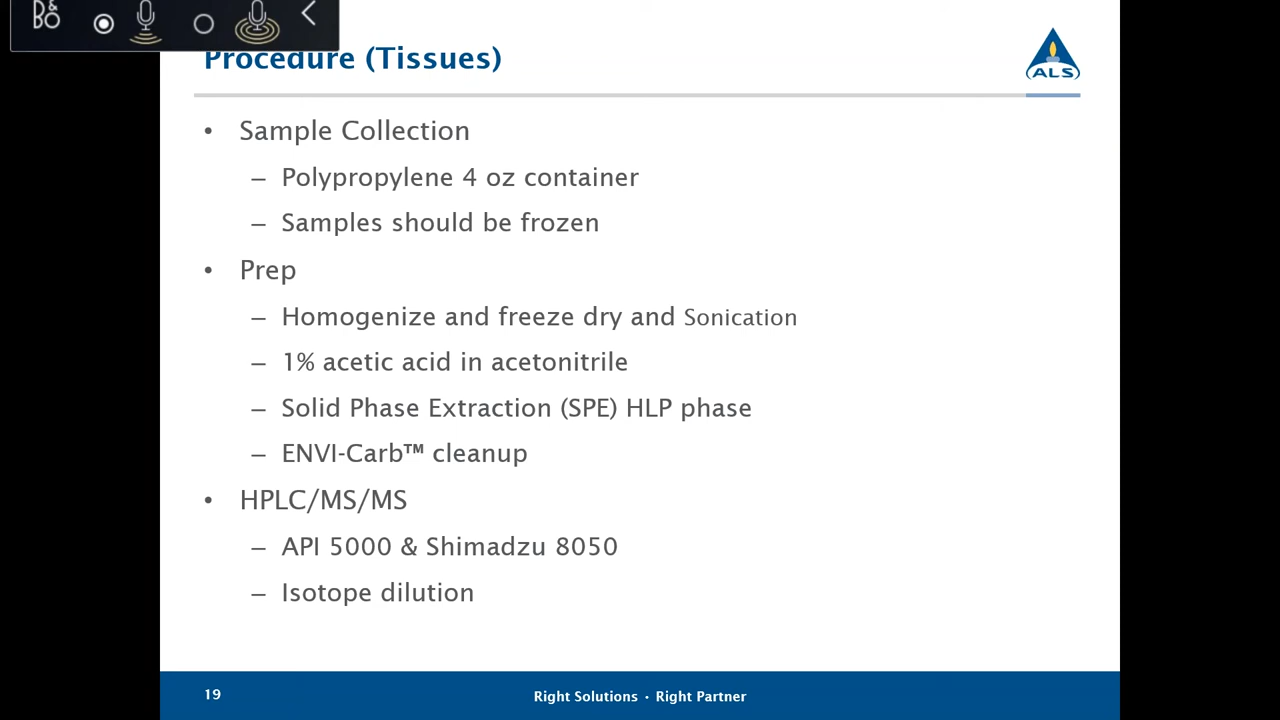 B&O
Procedure (Tissues)
ALS
• Sample Collection
– Polypropylene 4 oz container
– Samples should be frozen
• Prep
– Homogenize and freeze dry and Sonication
– 1% acetic acid in acetonitrile
– Solid Phase Extraction (SPE) HLP phase
– ENVI-Carb™ cleanup
• HPLC/MS/MS
– API 5000 & Shimadzu 8050
– Isotope dilution
19
Right Solutions · Right Partner